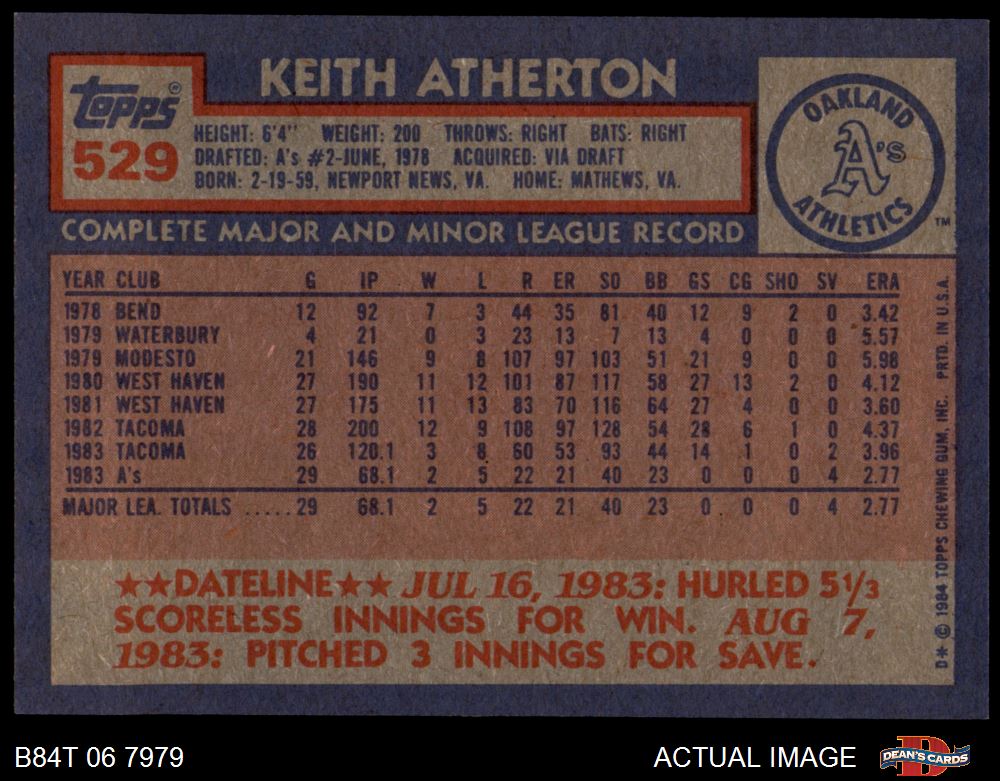 KEITH ATHERTON
Topps®
529
HEIGHT: 6'4" WEIGHT: 200 THROWS: RIGHT BATS: RIGHT
DRAFTED: A's #2-JUNE, 1978 ACQUIRED: VIA DRAFT
BORN: 2-19-59, NEWPORT NEWS, VA. HOME: MATHEWS, VA.
OAKLAND
A's
ATHLETICS
TM
COMPLETE MAJOR AND MINOR LEAGUE RECORD
YEAR CLUB G IP W L R ER SO BB GS CG SHO SV ERA
1978 BEND 12 92 7 3 44 35 81 40 12 9 2 0 3.42
1979 WATERBURY 4 21 0 3 23 13 7 13 4 0 0 0 5.57
1979 MODESTO 21 146 9 8 107 97 103 51 21 9 0 0 5.98
1980 WEST HAVEN 27 190 11 12 101 87 117 58 27 13 2 0 4.12
1981 WEST HAVEN 27 175 11 13 83 70 116 64 27 4 0 0 3.60
1982 TACOMA 28 200 12 9 108 97 128 54 28 6 1 0 4.37
1983 TACOMA 26 120.1 3 8 60 53 93 44 14 1 0 2 3.96
1983 A's 29 68.1 2 5 22 21 40 23 0 0 0 4 2.77
MAJOR LEA. TOTALS .....29 68.1 2 5 22 21 40 23 0 0 0 4 2.77
★★DATELINE★★ JUL 16, 1983: HURLED 5⅓
SCORELESS INNINGS FOR WIN. AUG 7,
1983: PITCHED 3 INNINGS FOR SAVE.
D* © 1984 TOPPS CHEWING GUM, INC. PRTD. IN U.S.A.
B84T 06 7979
ACTUAL IMAGE
DEAN'S CARDS